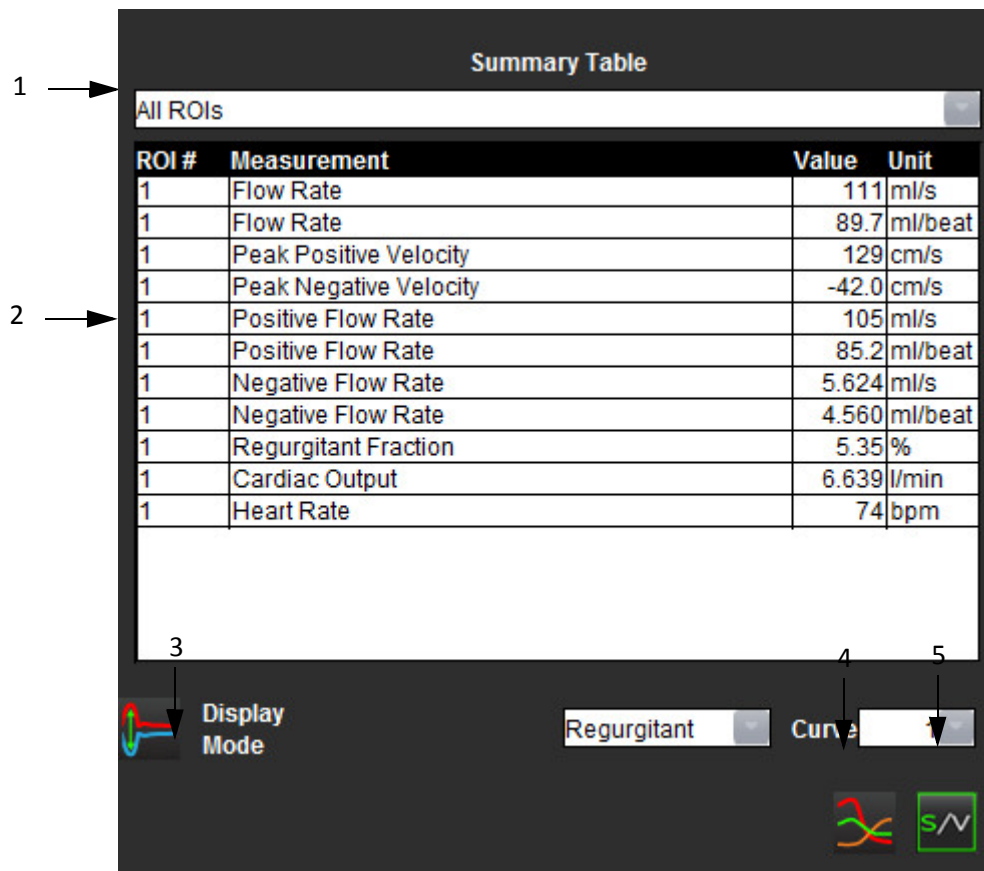 Summary Table
1
All ROIs
ROI # Measurement Value Unit
1 Flow Rate 111 ml/s
1 Flow Rate 89.7 ml/beat
1 Peak Positive Velocity 129 cm/s
1 Peak Negative Velocity -42.0 cm/s
2
1 Positive Flow Rate 105 ml/s
1 Positive Flow Rate 85.2 ml/beat
1 Negative Flow Rate 5.624 ml/s
1 Negative Flow Rate 4.560 ml/beat
1 Regurgitant Fraction 5.35 %
1 Cardiac Output 6.639 l/min
1 Heart Rate 74 bpm
3 4 5
Display
Mode
Regurgitant Curve 1
S/V